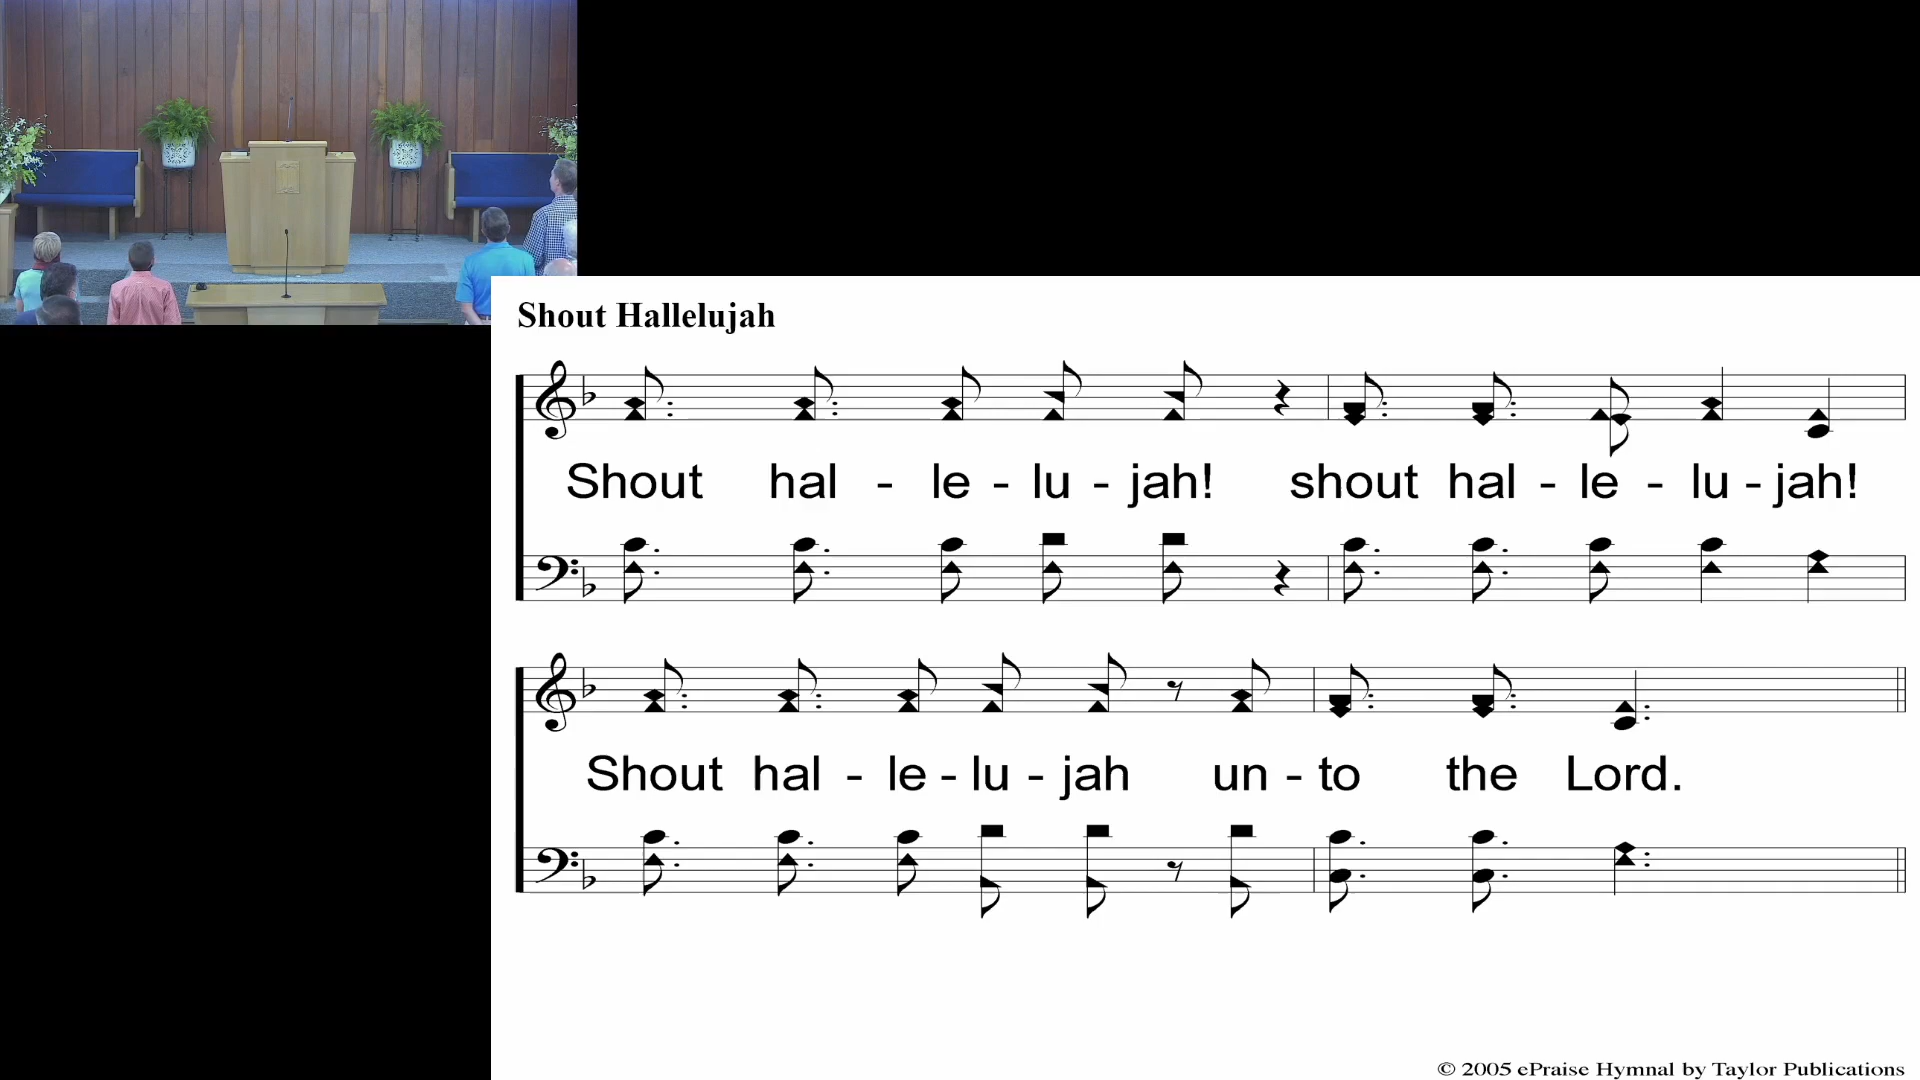 Shout Hallelujah
Shout hal - le - lu - jah! shout hal - le - lu - jah!
Shout hal - le - lu - jah un - to the Lord.
© 2005 ePraise Hymnal by Taylor Publications